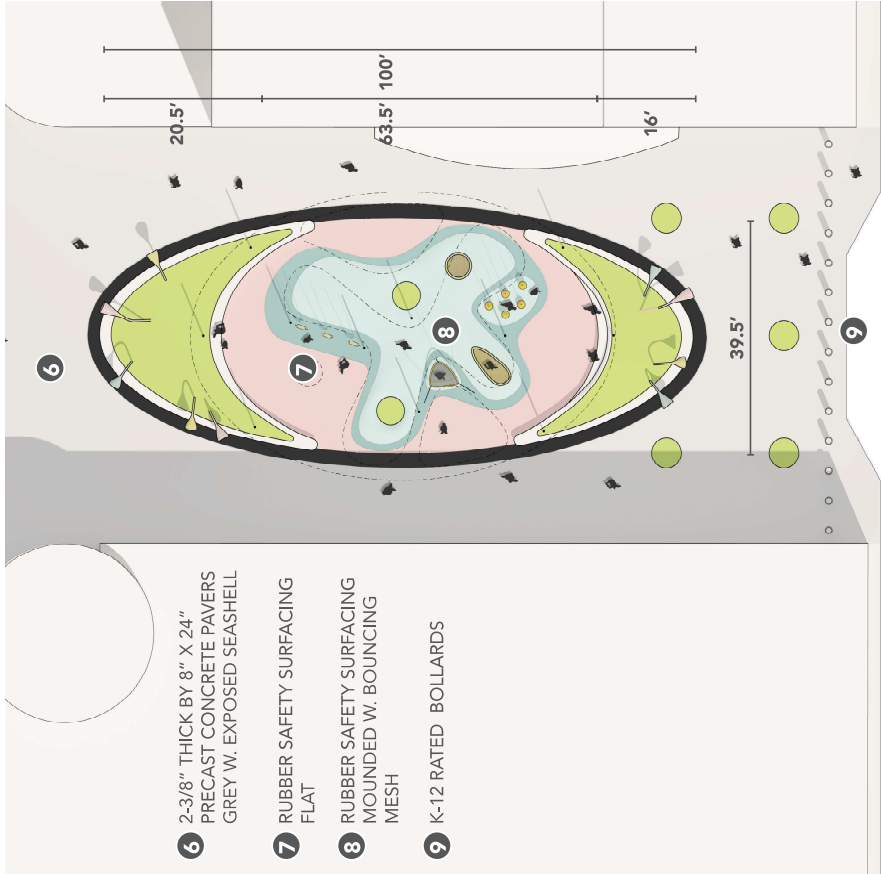 100’
20.5’
63.5’
16’
39.5’
6
7
8
9
6 2-3/8” THICK BY 8” X 24”
PRECAST CONCRETE PAVERS
GREY W. EXPOSED SEASHELL
7 RUBBER SAFETY SURFACING
FLAT
8 RUBBER SAFETY SURFACING
MOUNDED W. BOUNCING
MESH
9 K-12 RATED BOLLARDS